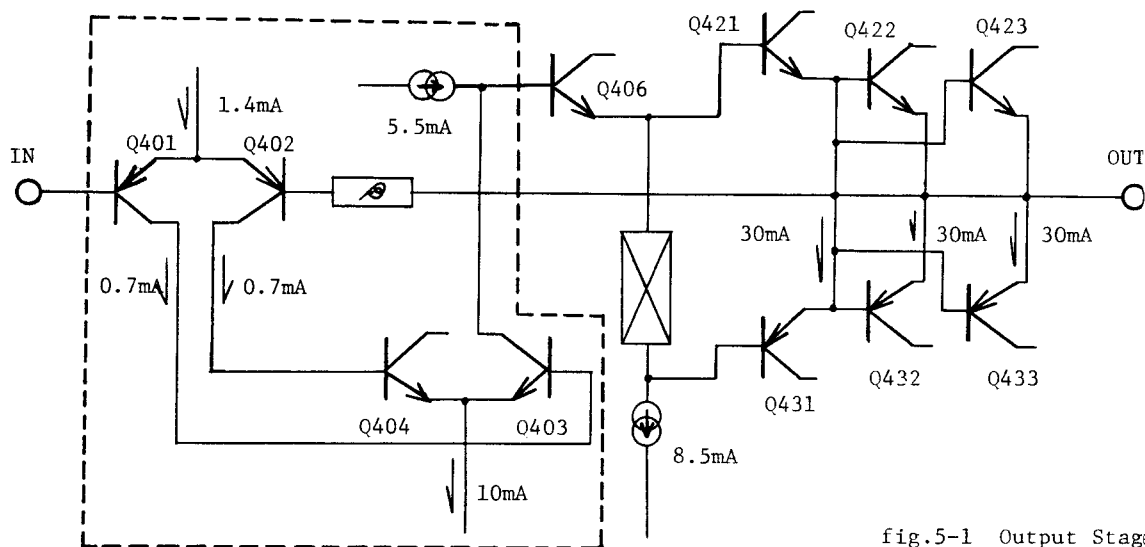 Q421
Q422
Q423
Q406
1.4mA
5.5mA
Q401
Q402
IN
OUT
30mA
30mA
30mA
0.7mA
0.7mA
Q404
Q403
Q431
Q432
Q433
8.5mA
10mA
fig.5-1 Output Stag